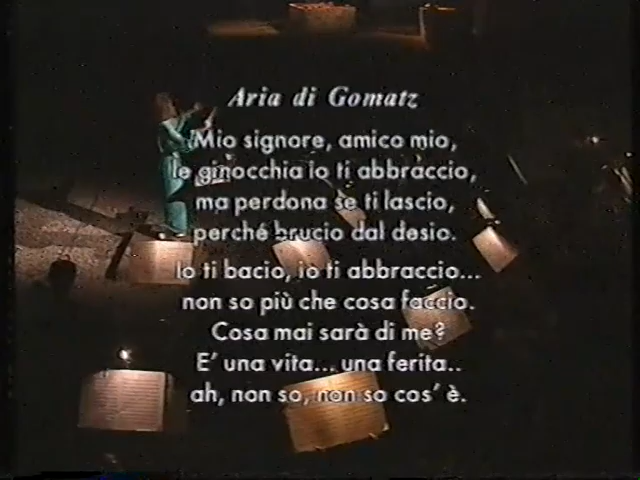 Aria di Gomatz
Mio signore, amico mio,
le ginocchia io ti abbraccio,
ma perdona se ti lascio,
perché brucio dal desio.
Io ti bacio, io ti abbraccio...
non so più che cosa faccio.
Cosa mai sarà di me?
E' una vita... una ferita..
ah, non so, non so cos' è.